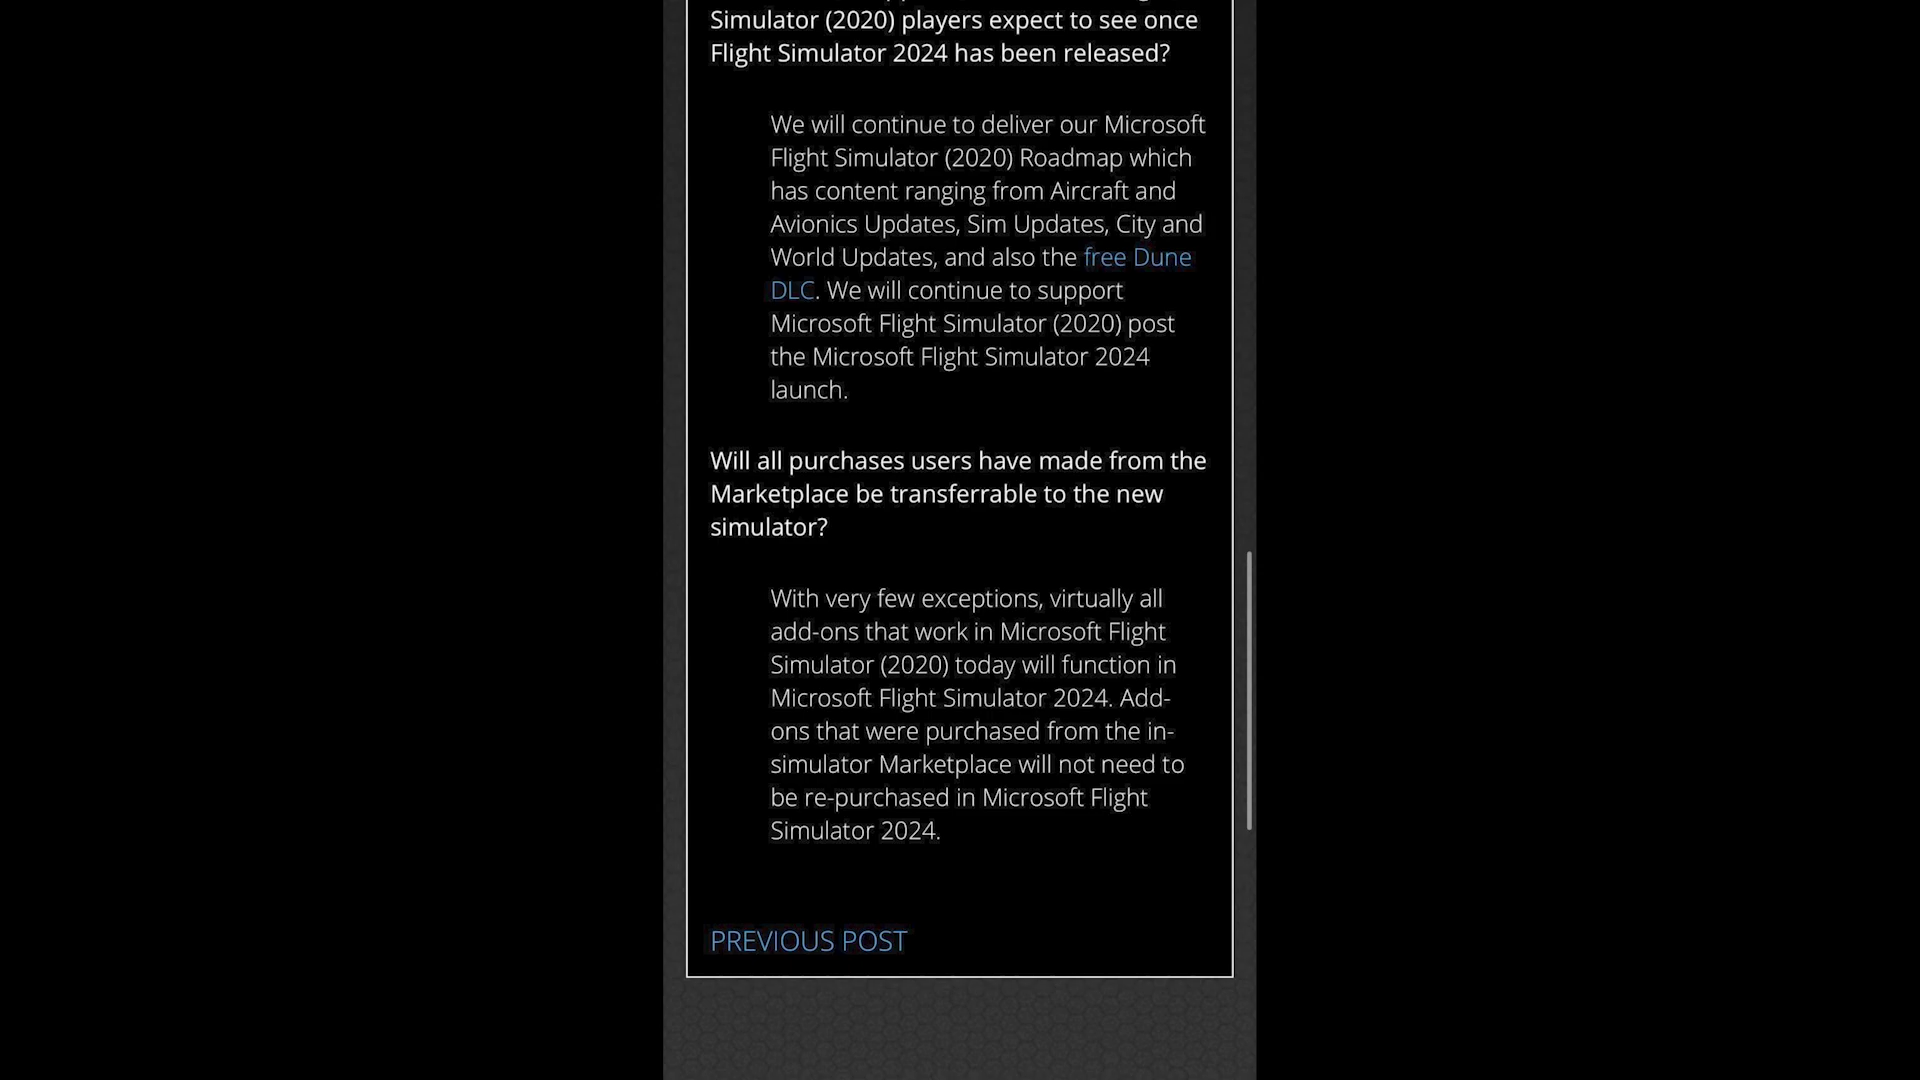 Simulator (2020) players expect to see once
Flight Simulator 2024 has been released?
We will continue to deliver our Microsoft
Flight Simulator (2020) Roadmap which
has content ranging from Aircraft and
Avionics Updates, Sim Updates, City and
World Updates, and also the free Dune
DLC. We will continue to support
Microsoft Flight Simulator (2020) post
the Microsoft Flight Simulator 2024
launch.
Will all purchases users have made from the
Marketplace be transferrable to the new
simulator?
With very few exceptions, virtually all
add-ons that work in Microsoft Flight
Simulator (2020) today will function in
Microsoft Flight Simulator 2024. Add-
ons that were purchased from the in-
simulator Marketplace will not need to
be re-purchased in Microsoft Flight
Simulator 2024.
PREVIOUS POST